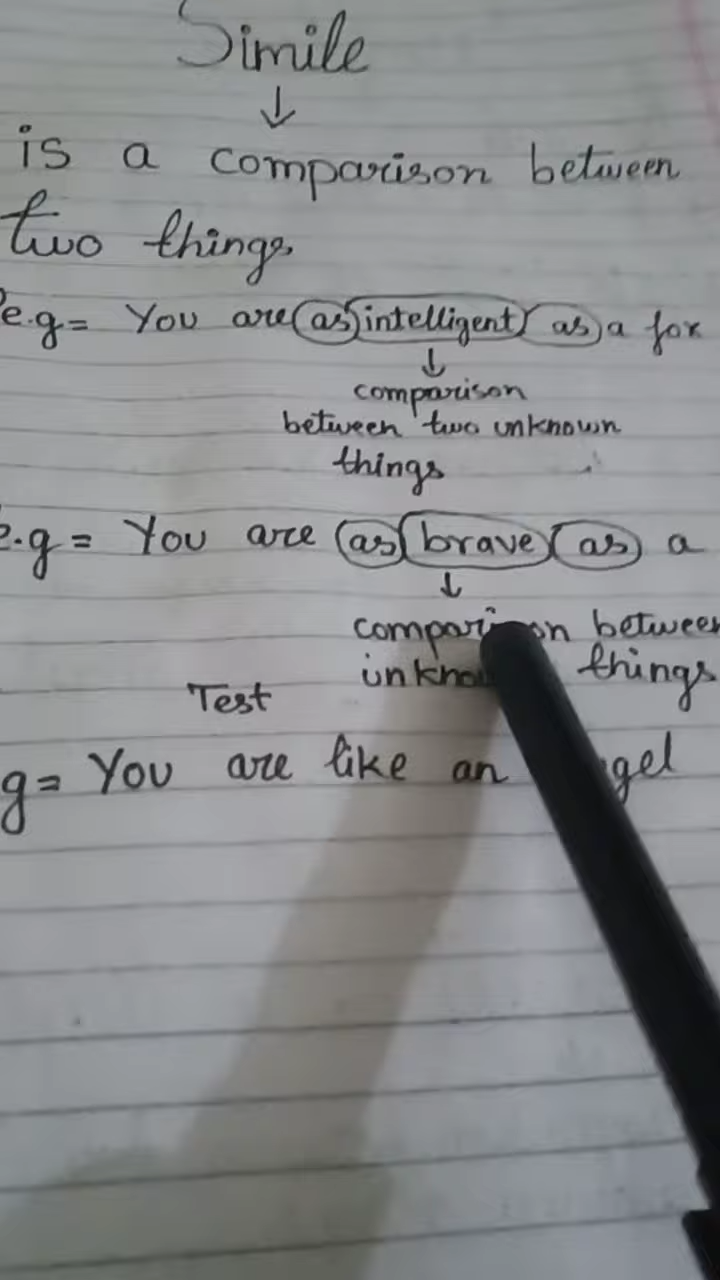 Simile
↓
is a comparison between
two things
e.g = You are as intelligent as a fox
↓
comparison
between two unknown
things
e.g = You are as brave as a
↓
between
things
Test
g = You are like an